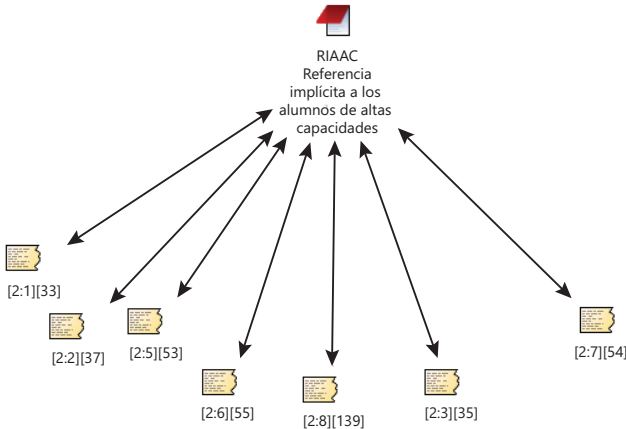 RIAAC
Referencia
implícita a los
alumnos de altas
capacidades
[2:1][33]
[2:2][37]
[2:5][53]
[2:6][55]
[2:8][139]
[2:3][35]
[2:7][54]